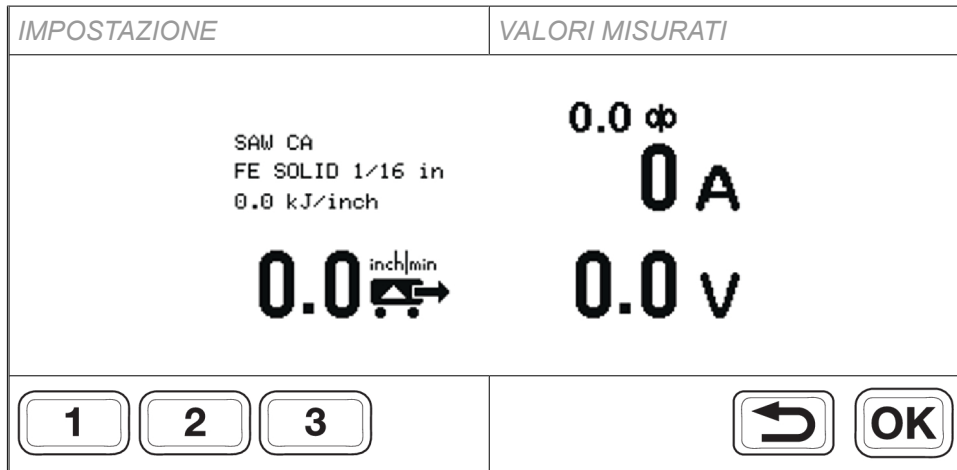 IMPOSTAZIONE
VALORI MISURATI
SAW CA
FE SOLID 1/16 in
0.0 kJ/inch
0.0 inch|min
0.0
0 A
0.0 V
1 2 3
OK